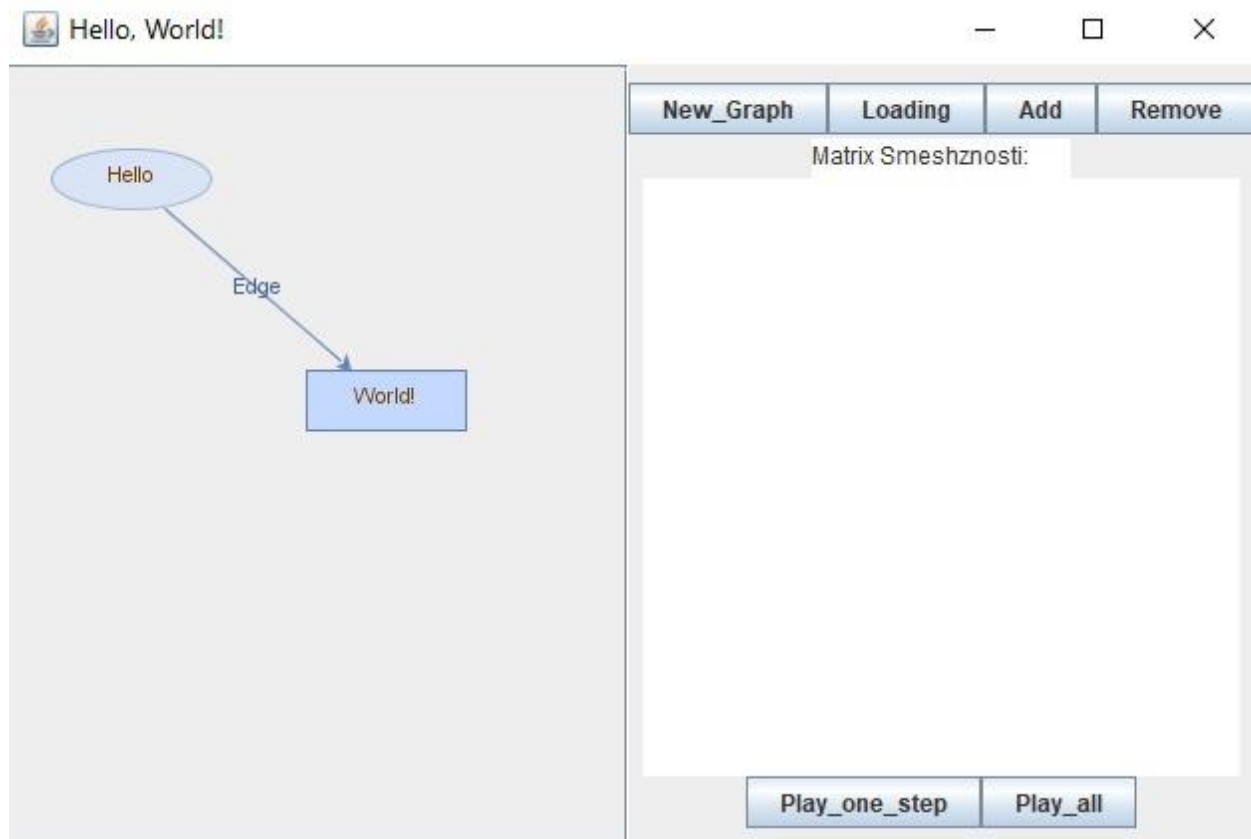 Hello, World!
New_Graph Loading Add Remove
Matrix Smeshznosti:
Hello
Edge
World!
Play_one_step Play_all